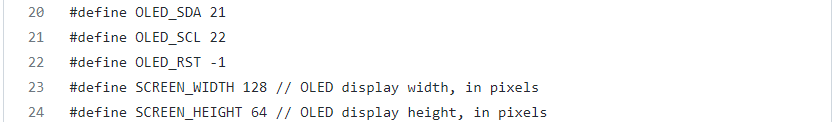 20 #define OLED_SDA 21
21 #define OLED_SCL 22
22 #define OLED_RST -1
23 #define SCREEN_WIDTH 128 // OLED display width, in pixels
24 #define SCREEN_HEIGHT 64 // OLED display height, in pixels